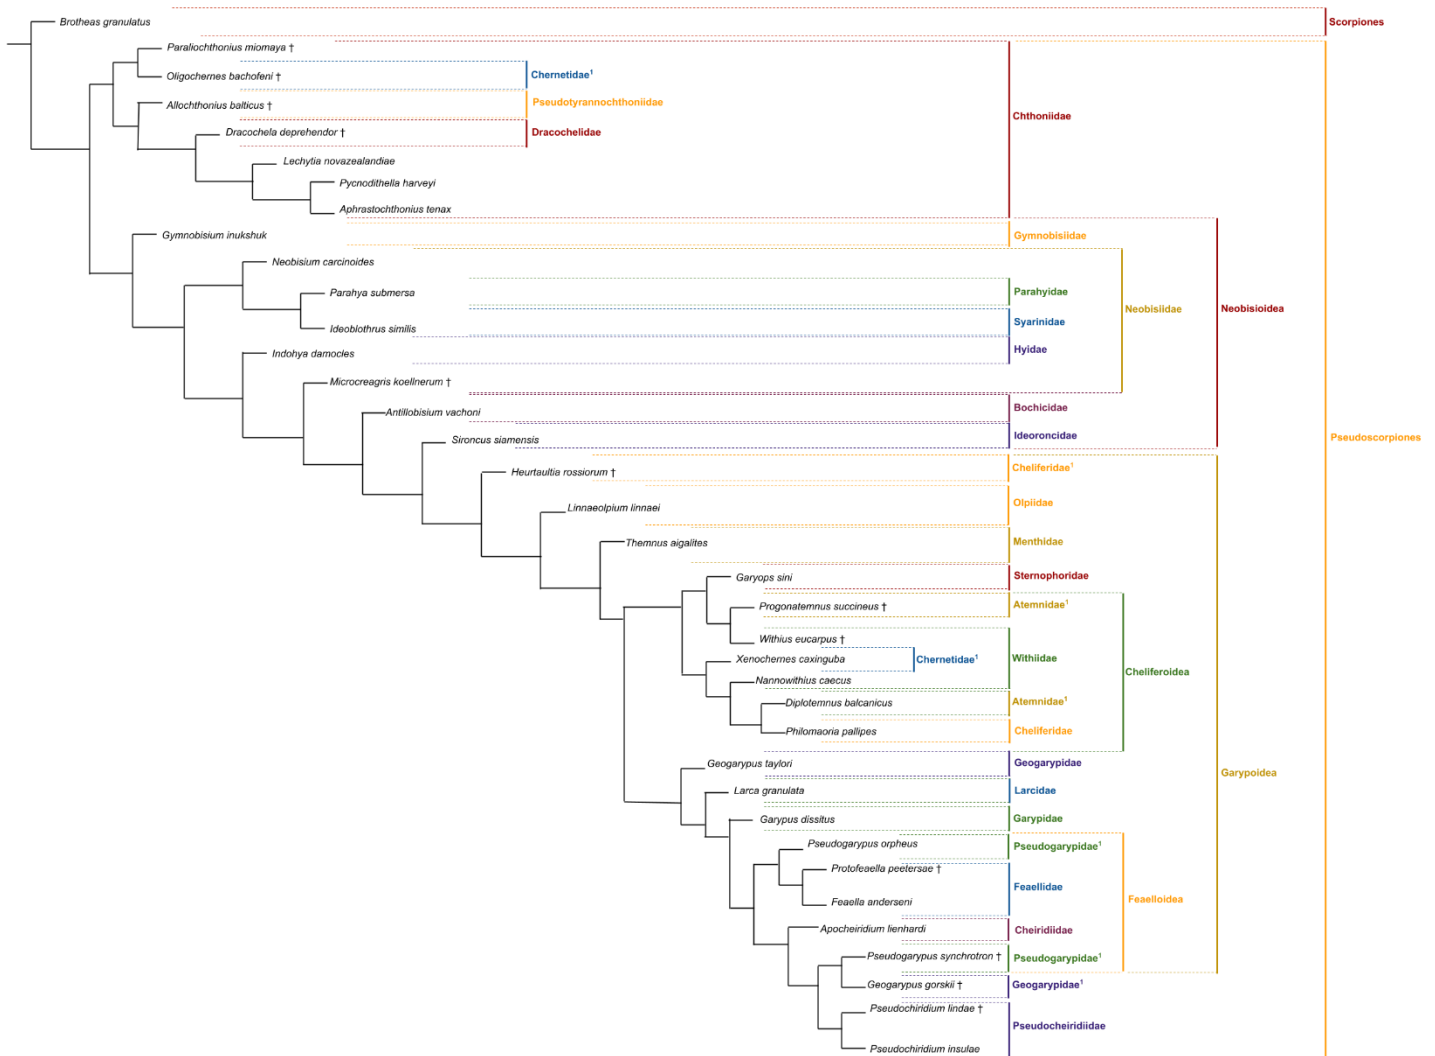 Brotheas granulatus
Scorpiones
Paraliochthonius miomaya †
Oligochernes bachofeni †
Chernetidae¹
Allochthonius balticus †
Pseudotyrannochthoniidae
Chthoniidae
Dracochela deprehendor †
Dracochelidae
Lechytia novazealandiae
Pycnodithella harveyi
Aphrastochthonius tenax
Gymnobisium inukshuk
Gymnobisiidae
Neobisium carcinoides
Parahya submersa
Parahyidae
Neobisiidae
Neobisioidea
Ideoblothrus similis
Syarinidae
Indohya damocles
Hyidae
Microcreagris koellnerum †
Antillobisium vachoni
Bochicidae
Sironcus siamensis
Ideoroncidae
Pseudoscorpiones
Heurtaultia rossiorum †
Cheliferidae¹
Linnaeolpium linnaei
Olpiidae
Themnus aigalites
Menthidae
Garyops sini
Sternophoridae
Progonatemnus succineus †
Atemnidae¹
Withius eucarpus †
Xenochernes caxinguba
Chernetidae¹
Withiidae
Cheliferoidea
Nannowithius caecus
Diplotemnus balcanicus
Atemnidae¹
Philomaoria pallipes
Cheliferidae
Geogarypus taylori
Geogarypidae
Garypoidea
Larca granulata
Larcidae
Garypus dissitus
Garypidae
Pseudogarypus orpheus
Pseudogarypidae¹
Protofeaella peetersae †
Feaellidae
Feaelloidea
Feaella anderseni
Apocheiridium lienhardi
Cheiridiidae
Pseudogarypus synchrotron †
Pseudogarypidae¹
Geogarypus gorskii †
Geogarypidae¹
Pseudochiridium lindae †
Pseudocheiridiidae
Pseudochiridium insulae